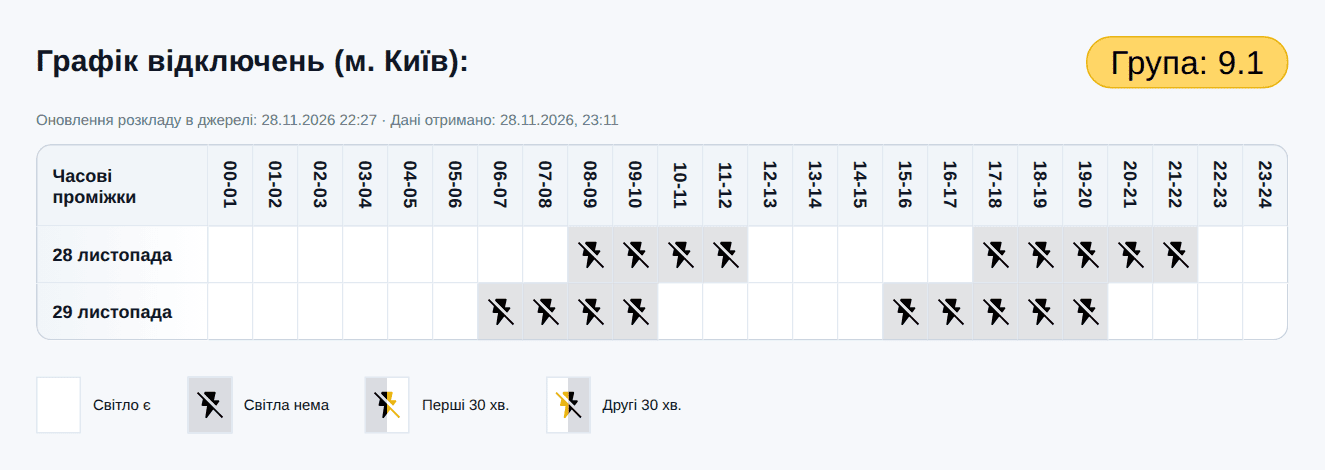 Графік відключень (м. Київ):
Група: 9.1
Оновлення розкладу в джерелі: 28.11.2026 22:27 · Дані отримано: 28.11.2026, 23:11
Часові
проміжки
00-01
01-02
02-03
03-04
04-05
05-06
06-07
07-08
08-09
09-10
10-11
11-12
12-13
13-14
14-15
15-16
16-17
17-18
18-19
19-20
20-21
21-22
22-23
23-24
28 листопада
29 листопада
Світло є
Світла нема
Перші 30 хв.
Другі 30 хв.